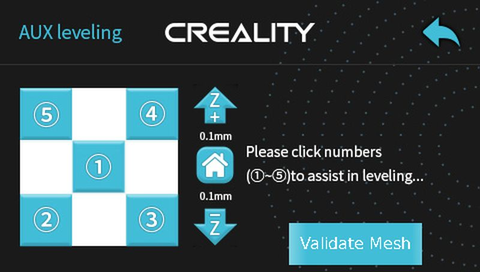 AUX leveling
CREALITY
⑤
④
①
②
③
Z
+
0.1mm
0.1mm
−
Z
Please click numbers
(①~⑤)to assist in leveling...
Validate Mesh